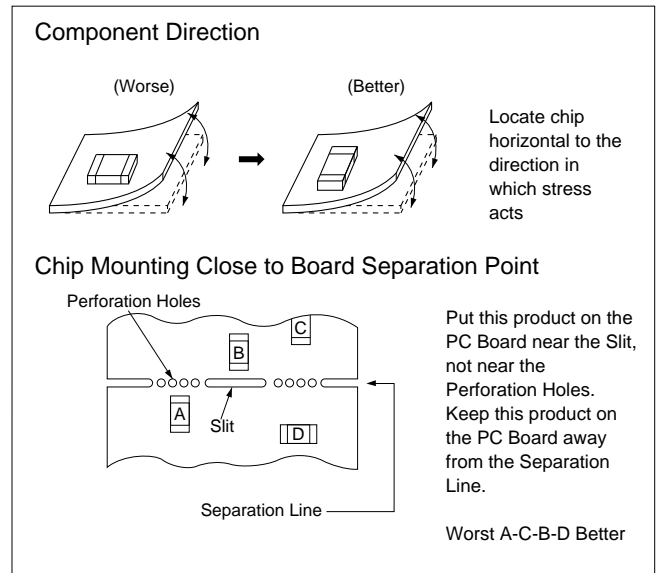 Component Direction
(Worse)
(Better)
Locate chip
horizontal to the
direction in
which stress
acts
Chip Mounting Close to Board Separation Point
Perforation Holes
C
B
A
Slit
D
Separation Line
Put this product on the
PC Board near the Slit,
not near the
Perforation Holes.
Keep this product on
the PC Board away
from the Separation
Line.
Worst A-C-B-D Better